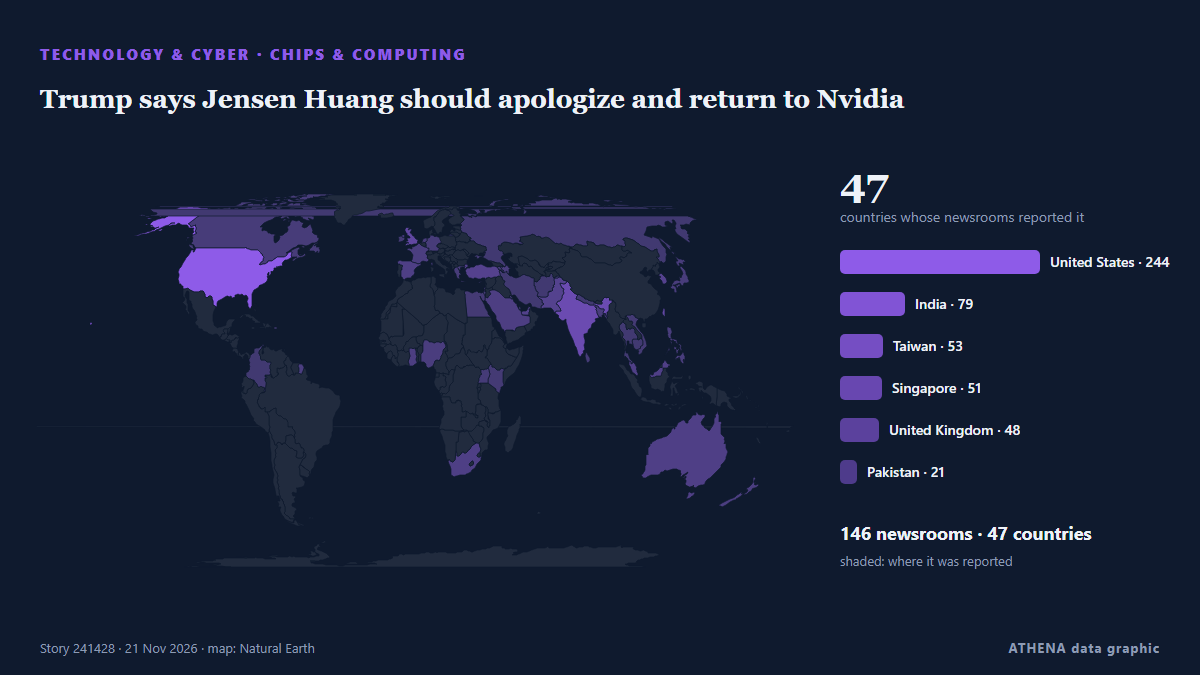 TECHNOLOGY & CYBER · CHIPS & COMPUTING
Trump says Jensen Huang should apologize and return to Nvidia
47
countries whose newsrooms reported it
United States · 244
India · 79
Taiwan · 53
Singapore · 51
United Kingdom · 48
Pakistan · 21
146 newsrooms · 47 countries
shaded: where it was reported
Story 241428 · 21 Nov 2026 · map: Natural Earth
ATHENA data graphic